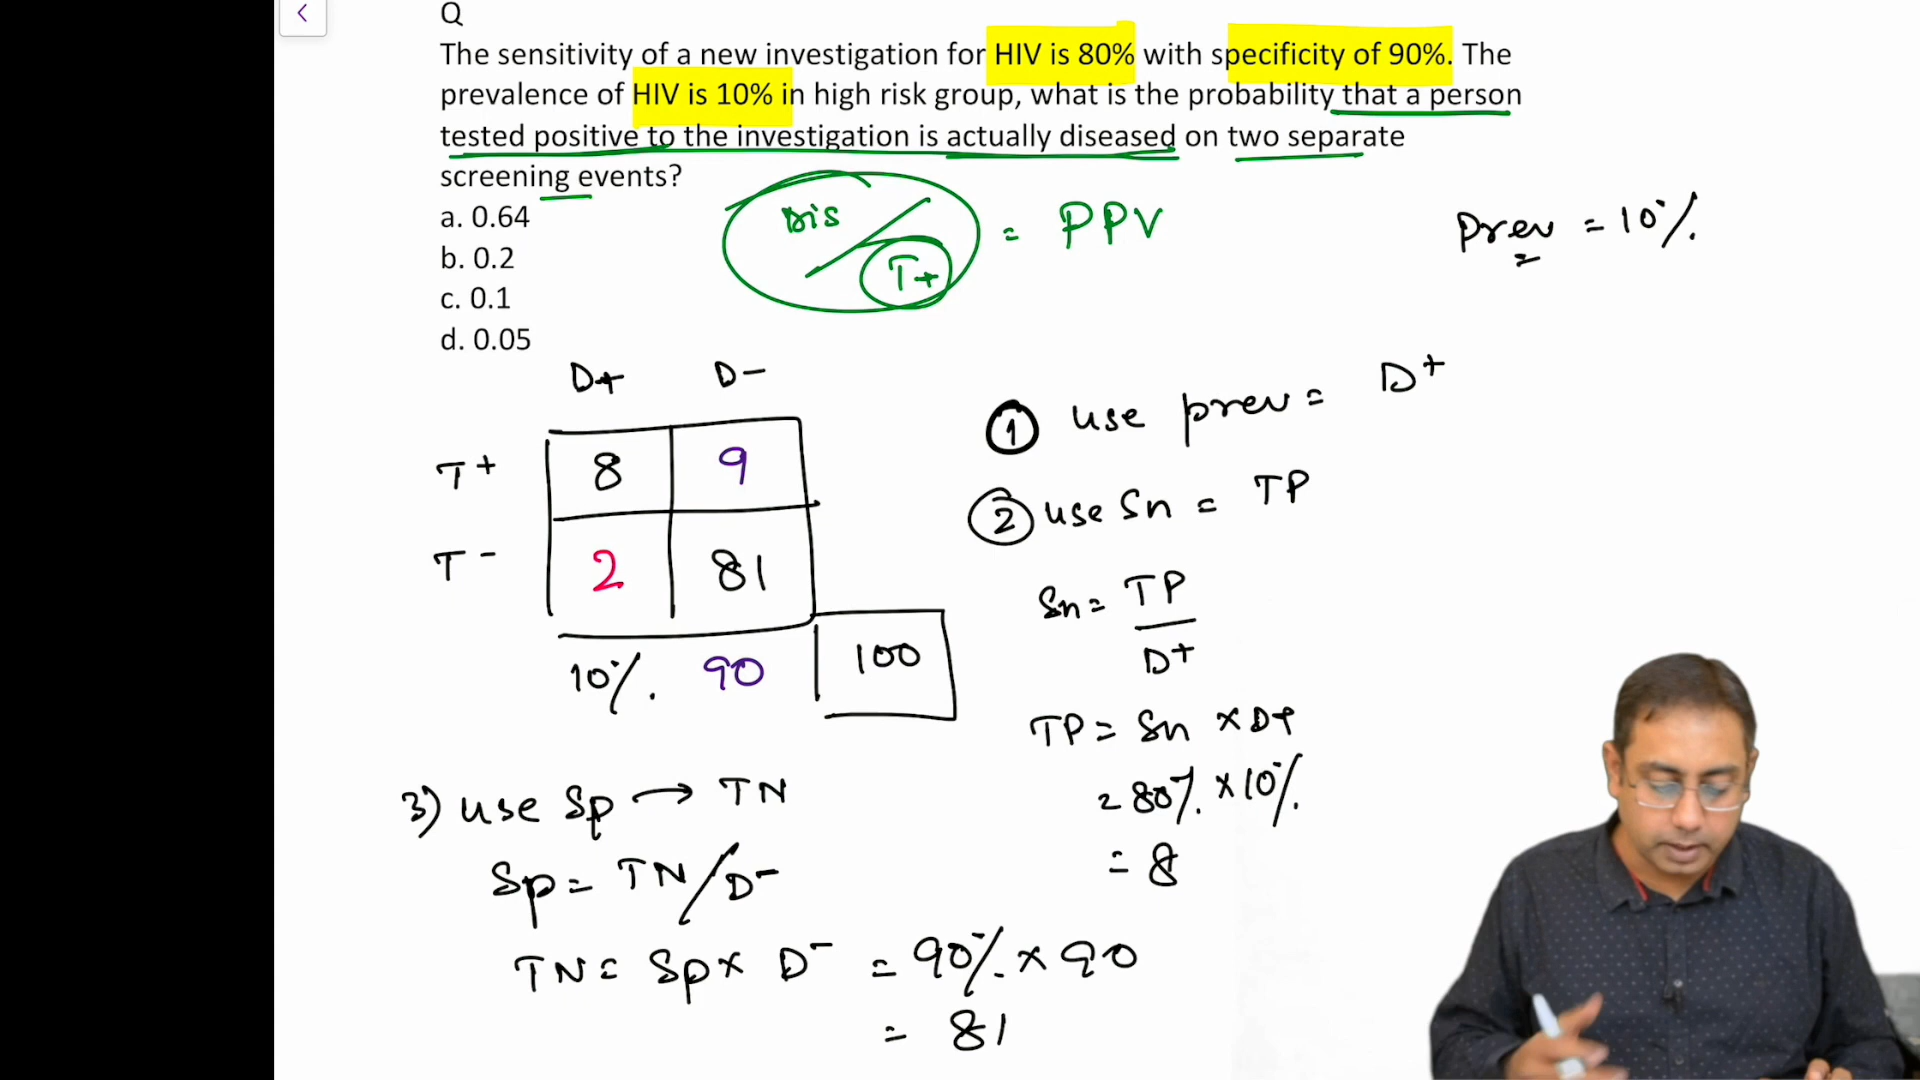 Q
The sensitivity of a new investigation for HIV is 80% with specificity of 90%. The
prevalence of HIV is 10% in high risk group, what is the probability that a person
tested positive to the investigation is actually diseased on two separate
screening events?
a. 0.64
b. 0.2
c. 0.1
d. 0.05
Dis / T+ = PPV
Prev = 10%
D+ D-
T+ 8 9
T- 2 81
10% 90 100
1 use prev = D+
2 use Sn = TP
Sn = TP
D+
TP = Sn × D+
= 80% × 10%
= 8
3) use Sp → TN
Sp = TN/D-
TN = Sp × D- = 90% × 90
= 81